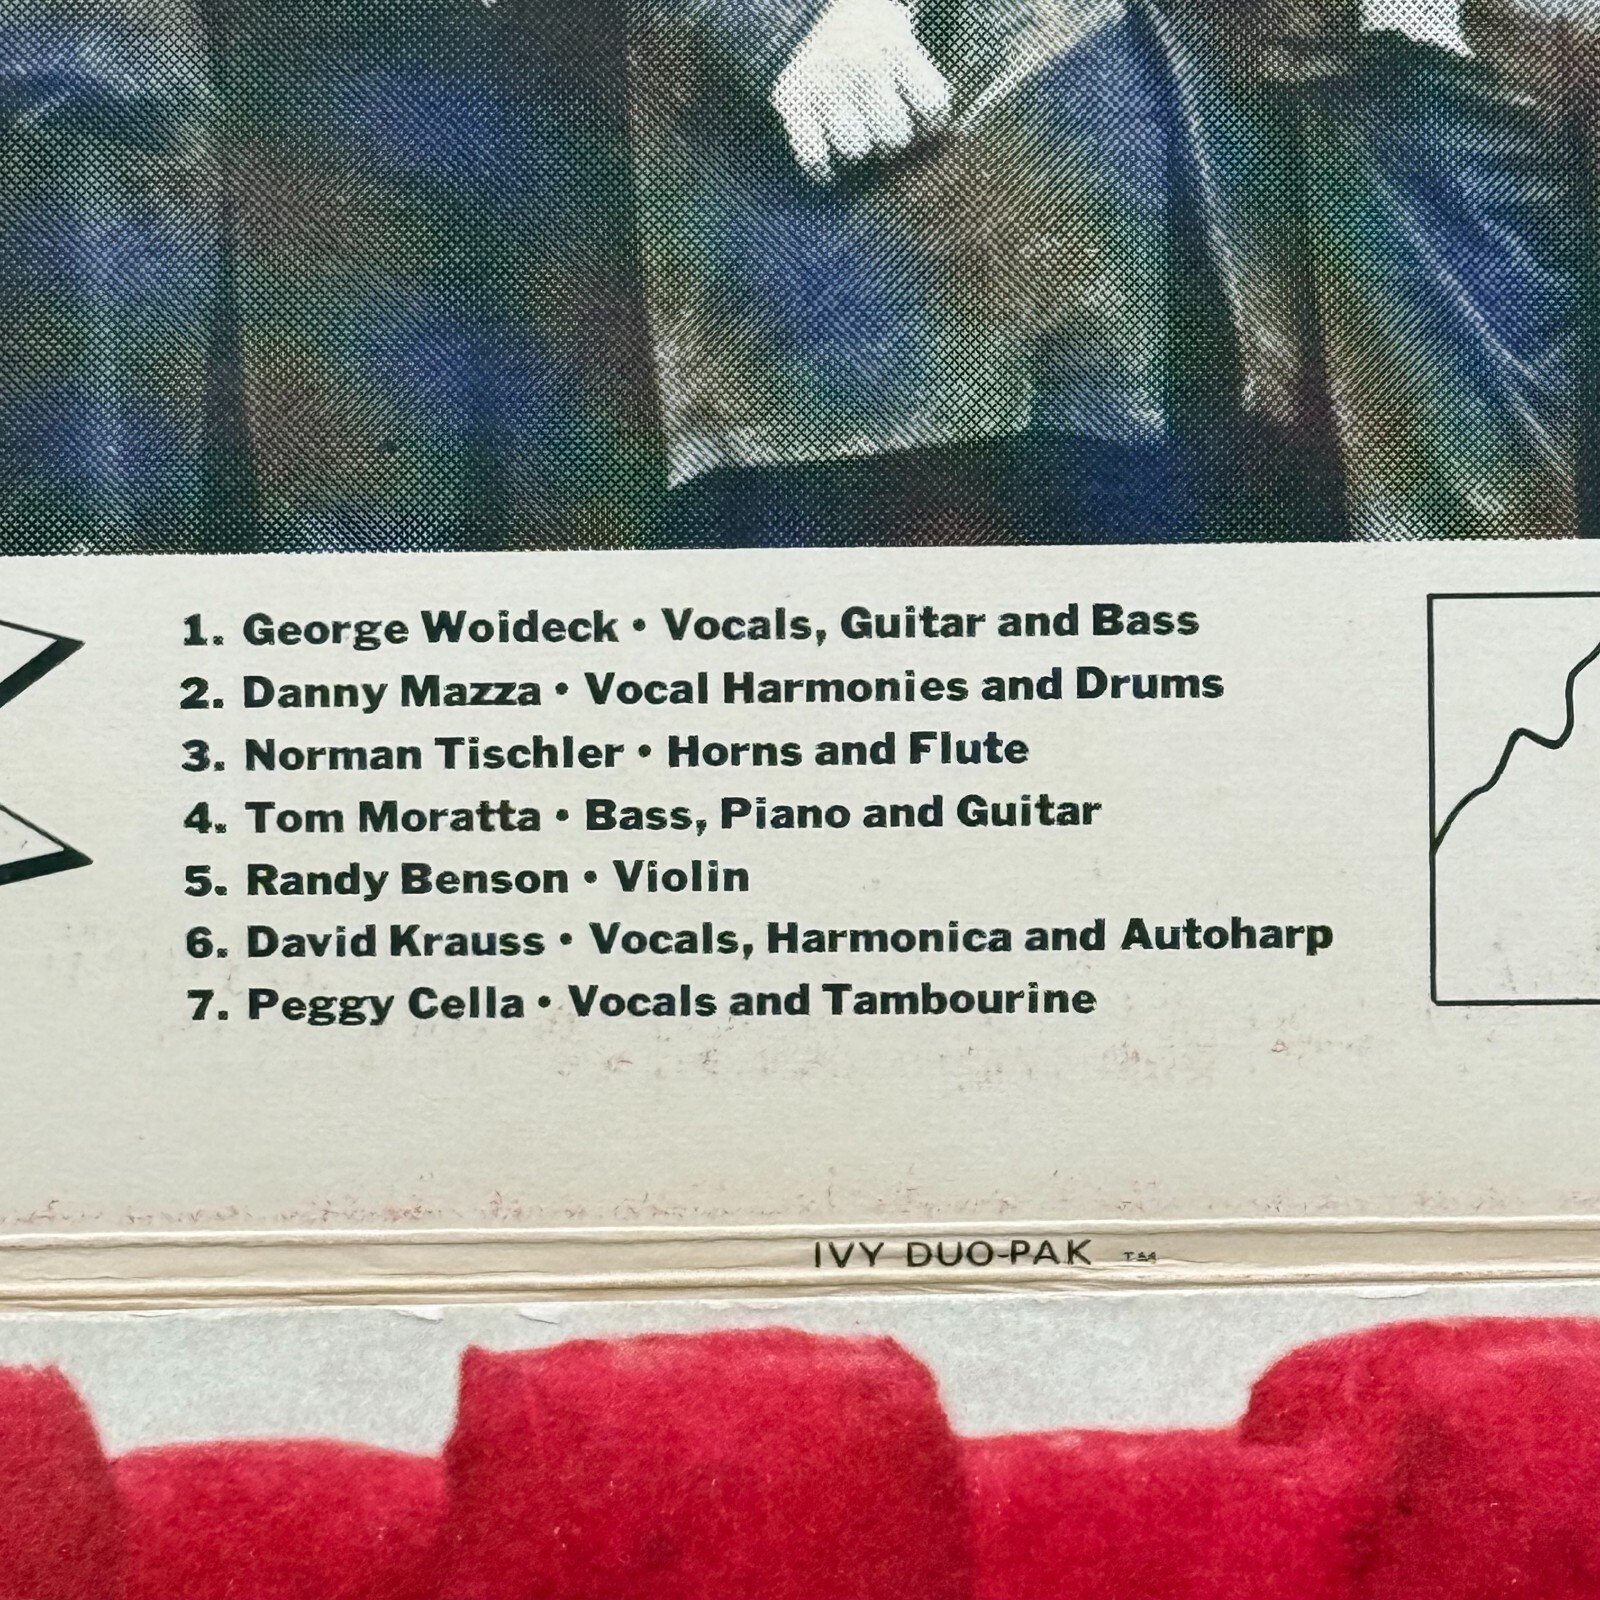 1. George Woideck • Vocals, Guitar and Bass
2. Danny Mazza • Vocal Harmonies and Drums
3. Norman Tischler • Horns and Flute
4. Tom Moratta • Bass, Piano and Guitar
5. Randy Benson • Violin
6. David Krauss • Vocals, Harmonica and Autoharp
7. Peggy Cella • Vocals and Tambourine
IVY DUO-PAK